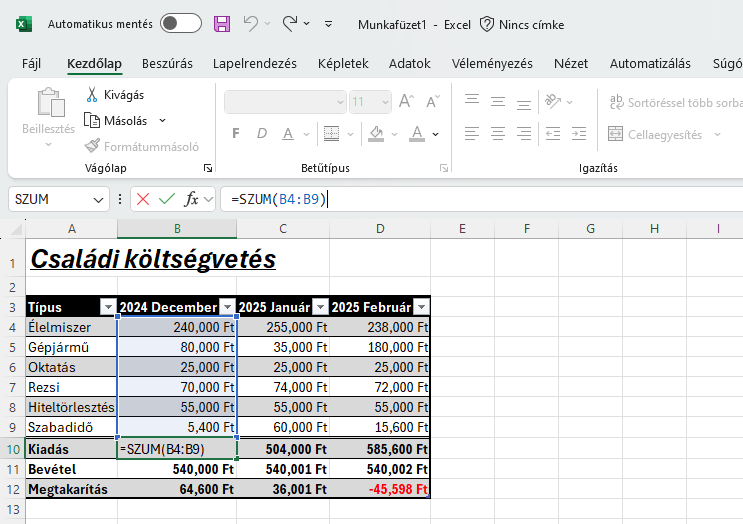 Automatikus mentés Munkafüzet1 - Excel Nincs címke
Fájl Kezdőlap Beszúrás Lapelrendezés Képletek Adatok Véleményezés Nézet Automatizálás Súgó
Beillesztés
Kivágás
Másolás
Formátummásoló
Vágólap
11
A A
F D A
A
Betűtípus
ab Sortöréssel több sorba
Cellaegyesítés
Igazítás
SZUM fx =SZUM(B4:B9)
A B C D E F G H I
1 Családi költségvetés
2
3 Típus 2024 December 2025 Január 2025 Február
4 Élelmiszer 240,000 Ft 255,000 Ft 238,000 Ft
5 Gépjármű 80,000 Ft 35,000 Ft 180,000 Ft
6 Oktatás 25,000 Ft 25,000 Ft 25,000 Ft
7 Rezsi 70,000 Ft 74,000 Ft 72,000 Ft
8 Hiteltörlesztés 55,000 Ft 55,000 Ft 55,000 Ft
9 Szabadidő 5,400 Ft 60,000 Ft 15,600 Ft
10 Kiadás =SZUM(B4:B9) 504,000 Ft 585,600 Ft
11 Bevétel 540,000 Ft 540,001 Ft 540,002 Ft
12 Megtakarítás 64,600 Ft 36,001 Ft -45,598 Ft
13